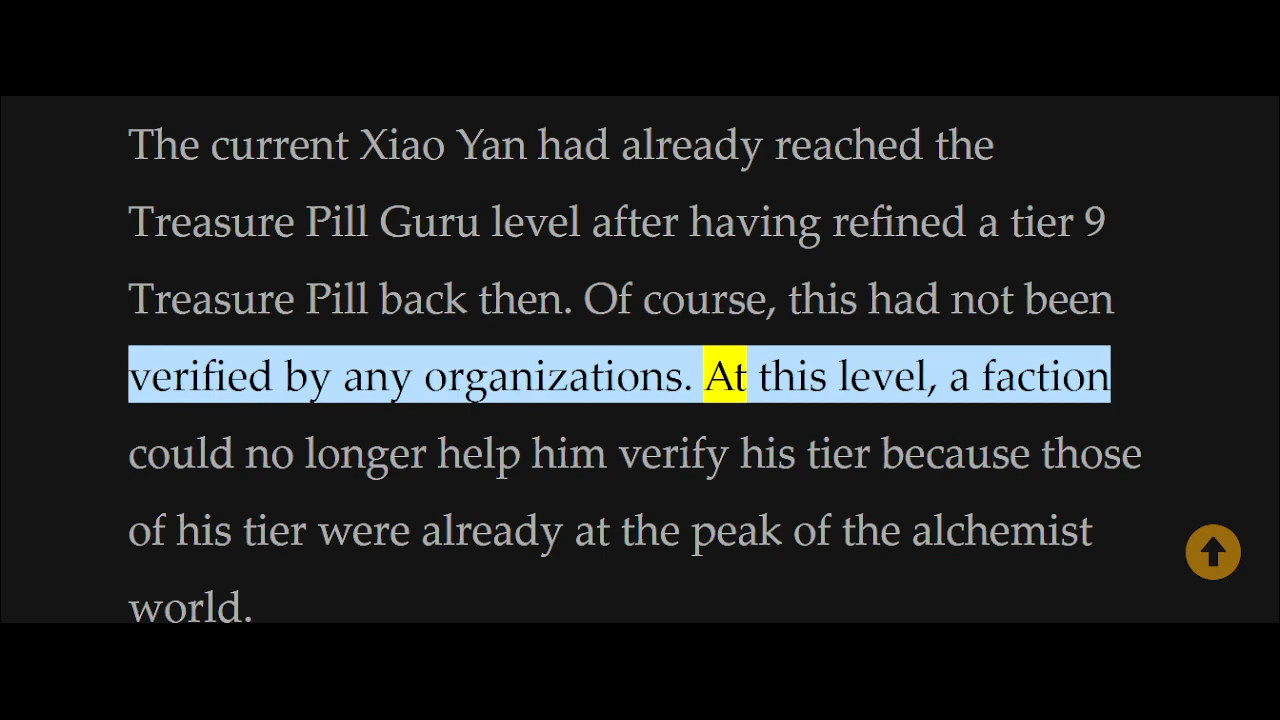 The current Xiao Yan had already reached the
Treasure Pill Guru level after having refined a tier 9
Treasure Pill back then. Of course, this had not been
verified by any organizations. At this level, a faction
could no longer help him verify his tier because those
of his tier were already at the peak of the alchemist
world.